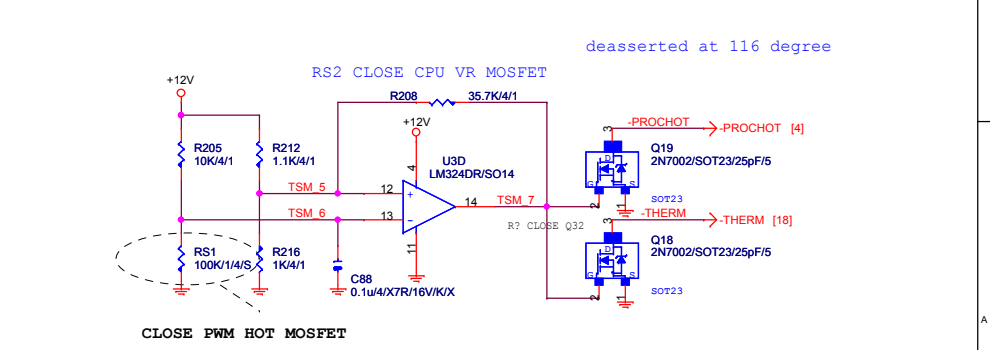 deasserted at 116 degree
RS2 CLOSE CPU VR MOSFET
+12V
R208
35.7K/4/1
+12V
3
-PROCHOT
-PROCHOT [4]
R205
10K/4/1
R212
1.1K/4/1
U3D
LM324DR/SO14
4
Q19
2N7002/SOT23/25pF/5
D
G
S
TSM_5
12
+
14
TSM_7
2
1
SOT23
TSM_6
13
-
R? CLOSE Q32
3
-THERM
-THERM [18]
RS1
100K/1/4/S
R216
1K/4/1
11
Q18
2N7002/SOT23/25pF/5
D
G
S
C88
0.1u/4/X7R/16V/K/X
2
1
SOT23
CLOSE PWM HOT MOSFET
A